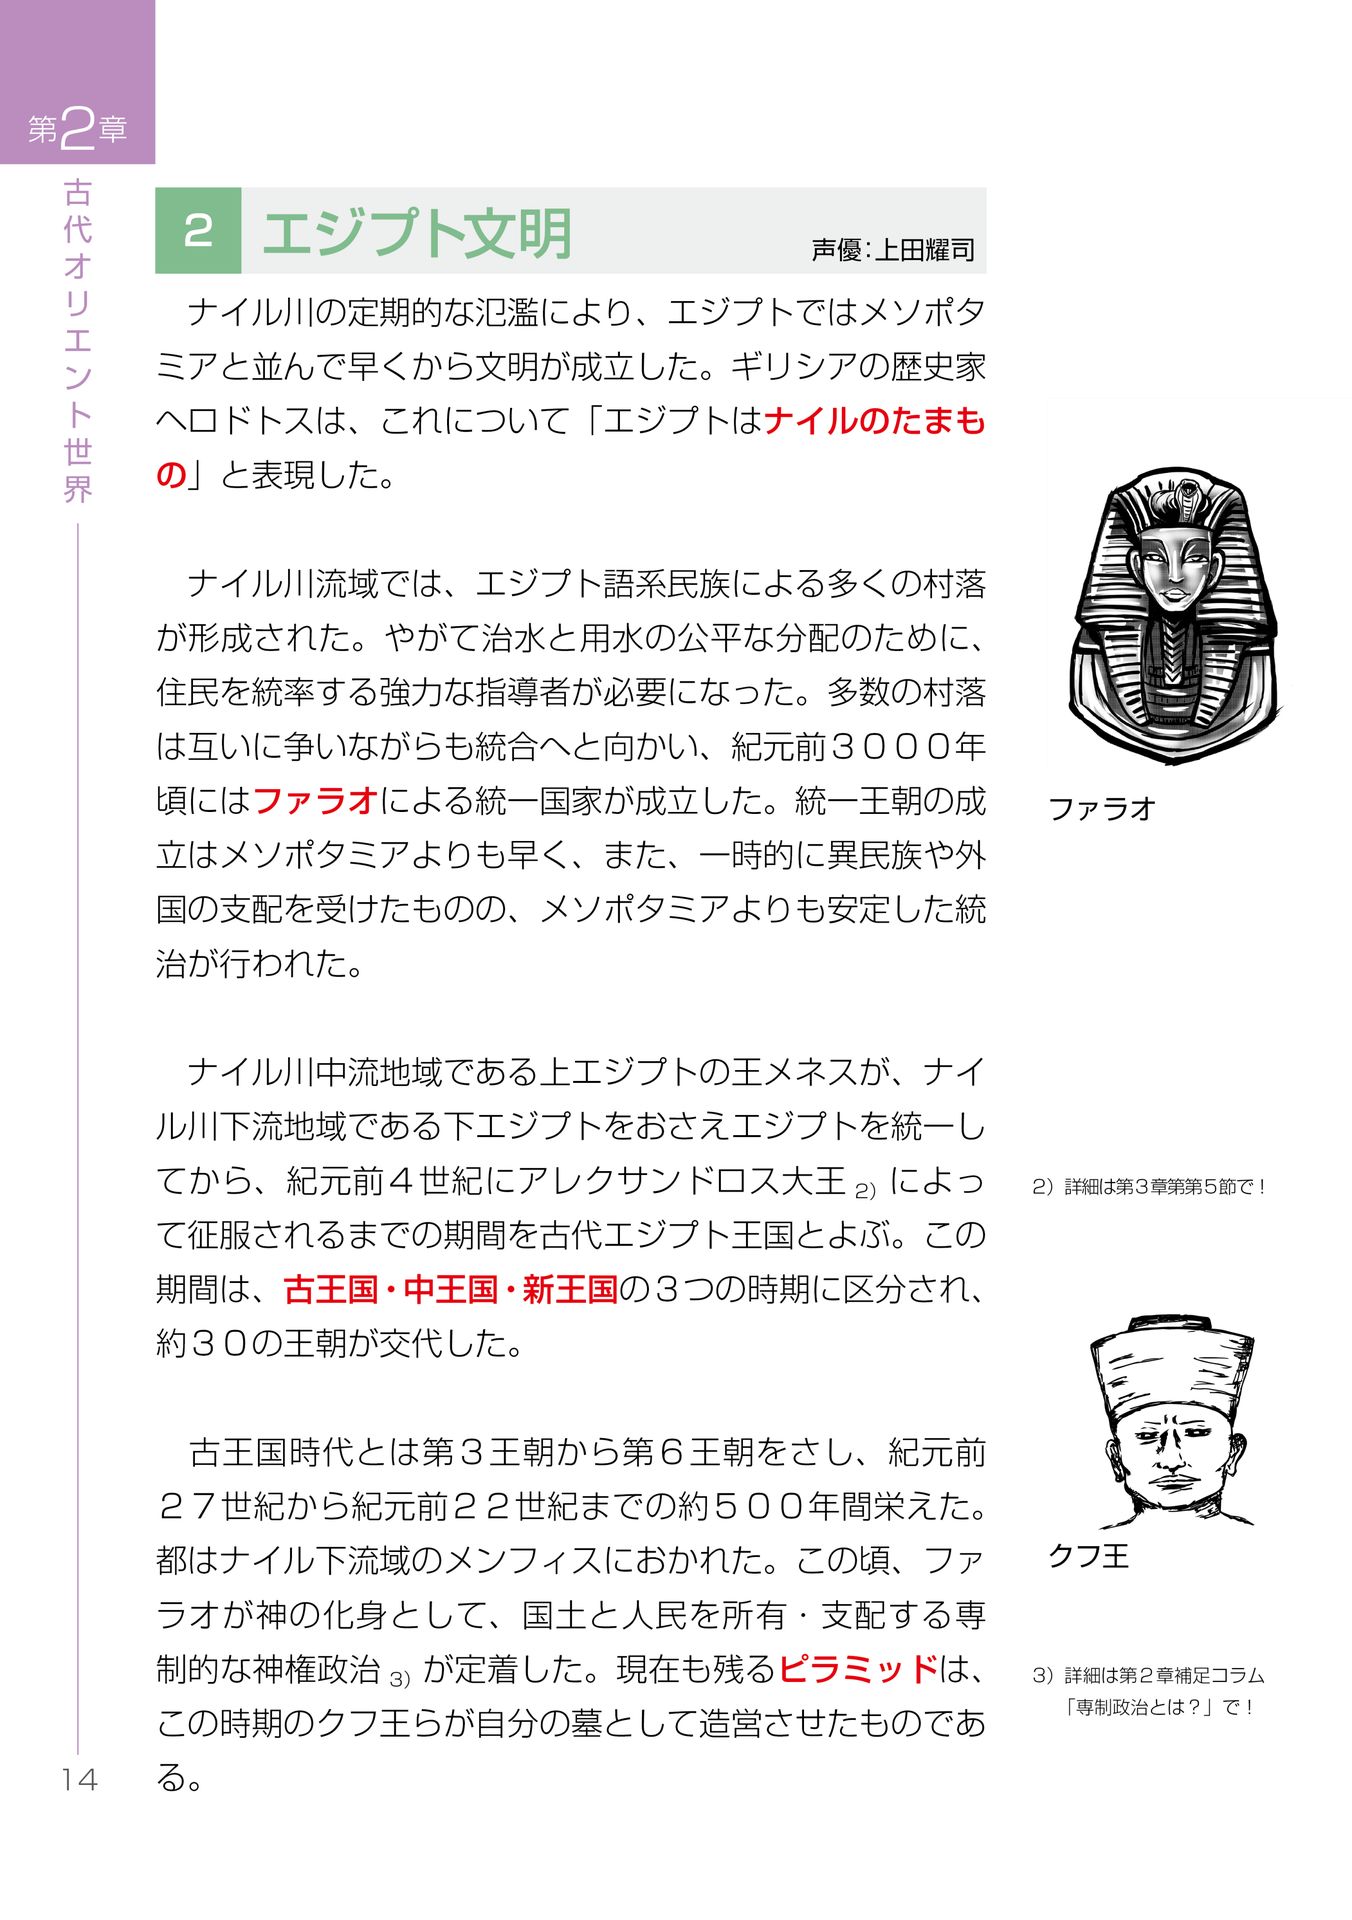 第2章
古代オリエント世界
2 エジプト文明
声優：上田耀司
　ナイル川の定期的な氾濫により、エジプトではメソポタ
ミアと並んで早くから文明が成立した。ギリシアの歴史家
ヘロドトスは、これについて「エジプトはナイルのたまも
の」と表現した。
　ナイル川流域では、エジプト語系民族による多くの村落
が形成された。やがて治水と用水の公平な分配のために、
住民を統率する強力な指導者が必要になった。多数の村落
は互いに争いながらも統合へと向かい、紀元前３０００年
頃にはファラオによる統一国家が成立した。統一王朝の成
立はメソポタミアよりも早く、また、一時的に異民族や外
国の支配を受けたものの、メソポタミアよりも安定した統
治が行われた。
　ナイル川中流地域である上エジプトの王メネスが、ナイ
ル川下流地域である下エジプトをおさえエジプトを統一し
てから、紀元前４世紀にアレクサンドロス大王 2) によっ
て征服されるまでの期間を古代エジプト王国とよぶ。この
期間は、古王国・中王国・新王国の３つの時期に区分され、
約３０の王朝が交代した。
　古王国時代とは第３王朝から第６王朝をさし、紀元前
２７世紀から紀元前２２世紀までの約５００年間栄えた。
都はナイル下流域のメンフィスにおかれた。この頃、ファ
ラオが神の化身として、国土と人民を所有・支配する専
制的な神権政治 3) が定着した。現在も残るピラミッドは、
この時期のクフ王らが自分の墓として造営させたものであ
る。
ファラオ
2）詳細は第３章第第５節で！
クフ王
3）詳細は第２章補足コラム
「専制政治とは？」で！
14